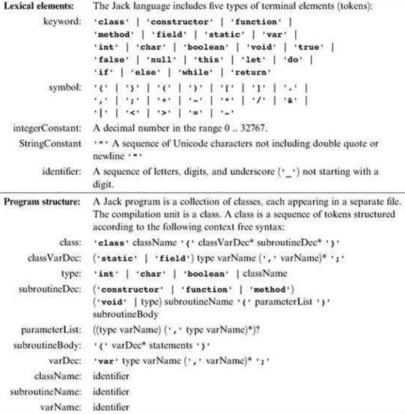 Lexical elements: The Jack language includes five types of terminal elements (tokens):
keyword: 'class' | 'constructor' | 'function' |
'method' | 'field' | 'static' | 'var' |
'int' | 'char' | 'boolean' | 'void' | 'true' |
'false' | 'null' | 'this' | 'let' | 'do' |
'if' | 'else' | 'while' | 'return'
symbol: '{' | '}' | '(' | ')' | '[' | ']' | '.' |
',' | ';' | '+' | '-' | '*' | '/' | '&' |
'|' | '<' | '>' | '=' | '~'
integerConstant: A decimal number in the range 0 .. 32767.
StringConstant '"' A sequence of Unicode characters not including double quote or
newline '"'
identifier: A sequence of letters, digits, and underscore ('_') not starting with a
digit.
Program structure: A Jack program is a collection of classes, each appearing in a separate file.
The compilation unit is a class. A class is a sequence of tokens structured
according to the following context free syntax:
class: 'class' className '{' classVarDec* subroutineDec* '}'
classVarDec: ('static' | 'field') type varName (',' varName)* ';'
type: 'int' | 'char' | 'boolean' | className
subroutineDec: ('constructor' | 'function' | 'method')
('void' | type) subroutineName '(' parameterList ')'
subroutineBody
parameterList: ((type varName) (',' type varName)*)?
subroutineBody: '{' varDec* statements '}'
varDec: 'var' type varName (',' varName)* ';'
className: identifier
subroutineName: identifier
varName: identifier